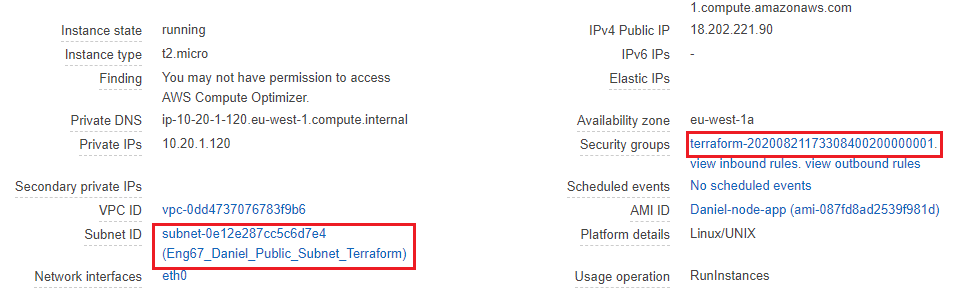 1.compute.amazonaws.com
Instance state running
IPv4 Public IP 18.202.221.90
Instance type t2.micro
IPv6 IPs -
Finding You may not have permission to access
AWS Compute Optimizer.
Elastic IPs
Private DNS ip-10-20-1-120.eu-west-1.compute.internal
Availability zone eu-west-1a
Private IPs 10.20.1.120
Security groups terraform-20200821173308400200000001.
view inbound rules. view outbound rules
Secondary private IPs
Scheduled events No scheduled events
VPC ID vpc-0dd4737076783f9b6
AMI ID Daniel-node-app (ami-087fd8ad2539f981d)
Subnet ID subnet-0e12e287cc5c6d7e4
(Eng67_Daniel_Public_Subnet_Terraform)
Platform details Linux/UNIX
Network interfaces eth0
Usage operation RunInstances